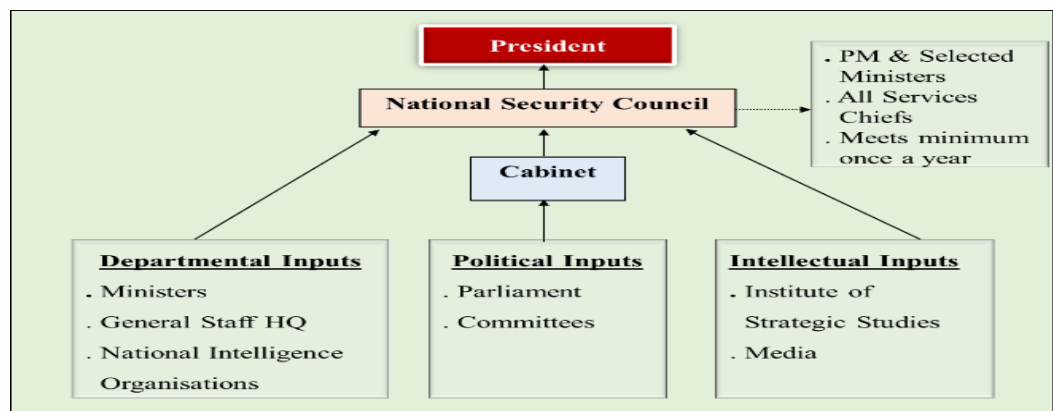 President
National Security Council
. PM & Selected
Ministers
. All Services
Chiefs
. Meets minimum
once a year
Cabinet
Departmental Inputs
. Ministers
. General Staff HQ
. National Intelligence
Organisations
Political Inputs
. Parliament
. Committees
Intellectual Inputs
. Institute of
Strategic Studies
. Media